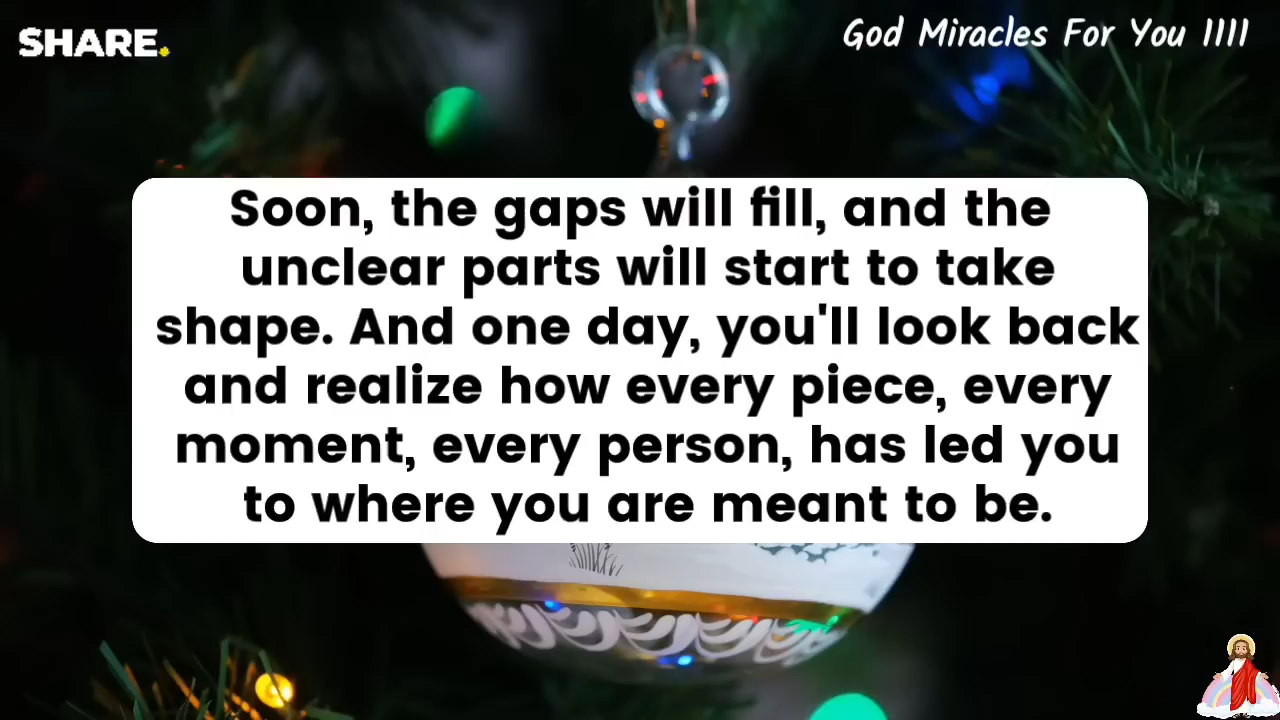 SHARE.
God Miracles For You 1111
Soon, the gaps will fill, and the
unclear parts will start to take
shape. And one day, you'll look back
and realize how every piece, every
moment, every person, has led you
to where you are meant to be.